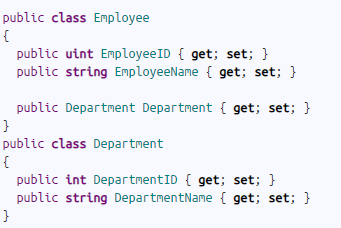 public class Employee
{
  public uint EmployeeID { get; set; }
  public string EmployeeName { get; set; }

  public Department Department { get; set; }
}
public class Department
{
  public int DepartmentID { get; set; }
  public string DepartmentName { get; set; }
}